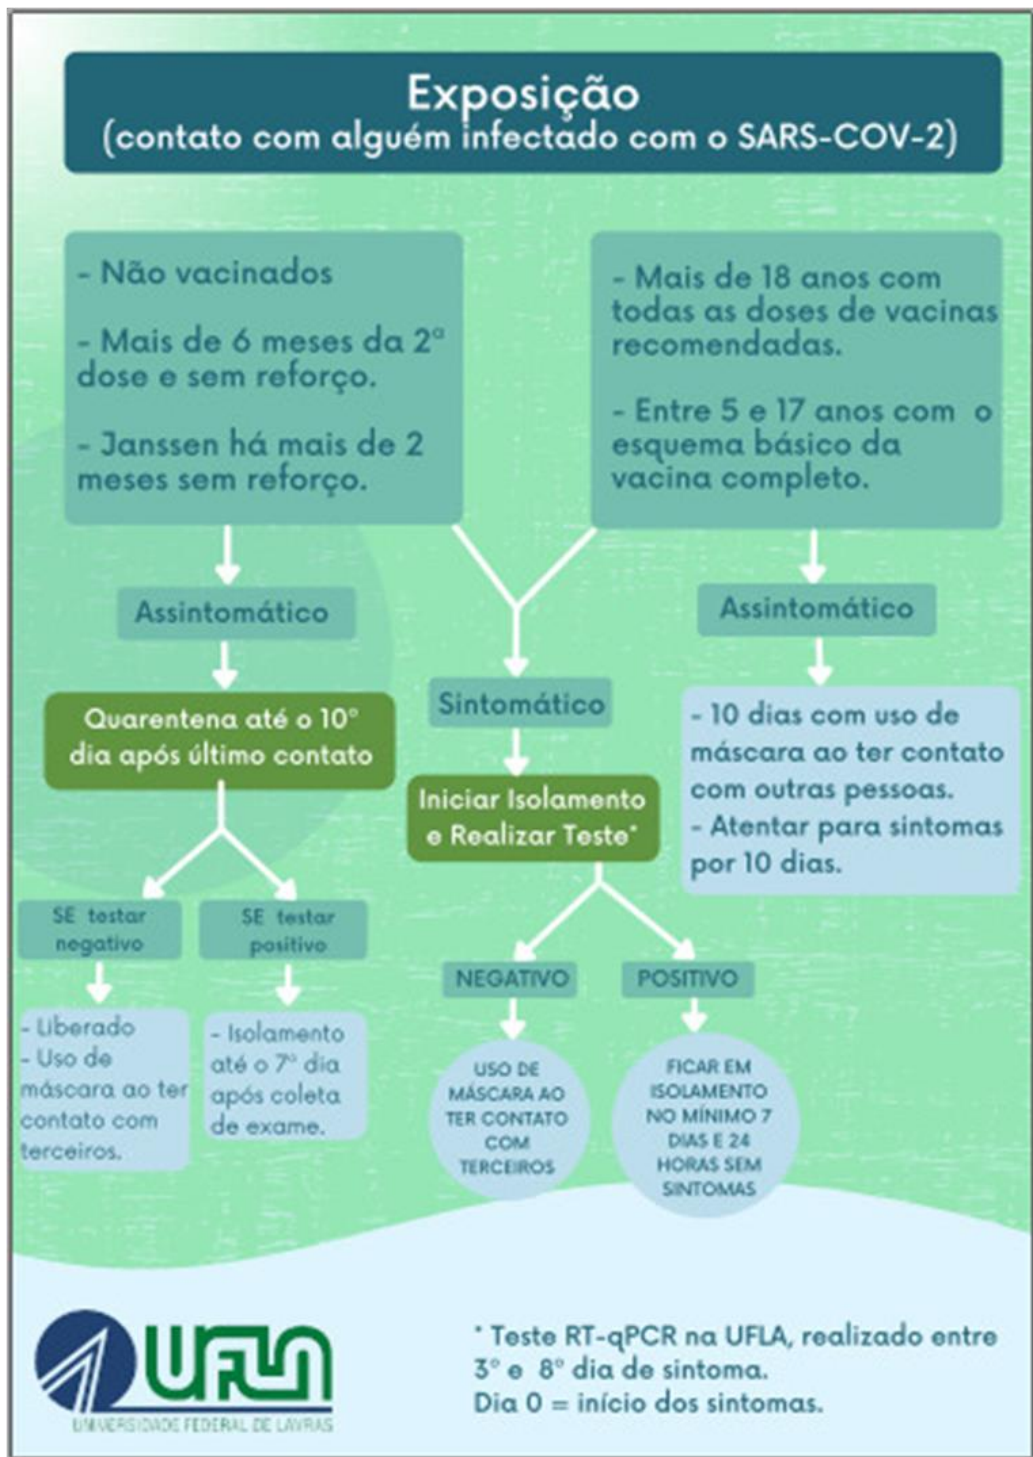 Exposição
(contato com alguém infectado com o SARS-COV-2)
- Não vacinados
- Mais de 6 meses da 2ª
dose e sem reforço.
- Janssen há mais de 2
meses sem reforço.
- Mais de 18 anos com
todas as doses de vacinas
recomendadas.
- Entre 5 e 17 anos com o
esquema básico da
vacina completo.
Assintomático
Quarentena até o 10º
dia após último contato
SE testar
negativo
- Liberado
- Uso de
máscara ao ter
contato com
terceiros.
SE testar
positivo
- Isolamento
até o 7º dia
após coleta
de exame.
Sintomático
Iniciar Isolamento
e Realizar Teste*
NEGATIVO
USO DE
MÁSCARA AO
TER CONTATO
COM
TERCEIROS
POSITIVO
FICAR EM
ISOLAMENTO
NO MÍNIMO 7
DIAS E 24
HORAS SEM
SINTOMAS
Assintomático
- 10 dias com uso de
máscara ao ter contato
com outras pessoas.
- Atentar para sintomas
por 10 dias.
UFLA
UNIVERSIDADE FEDERAL DE LAVRAS
* Teste RT-qPCR na UFLA, realizado entre
3º e 8º dia de sintoma.
Dia 0 = início dos sintomas.